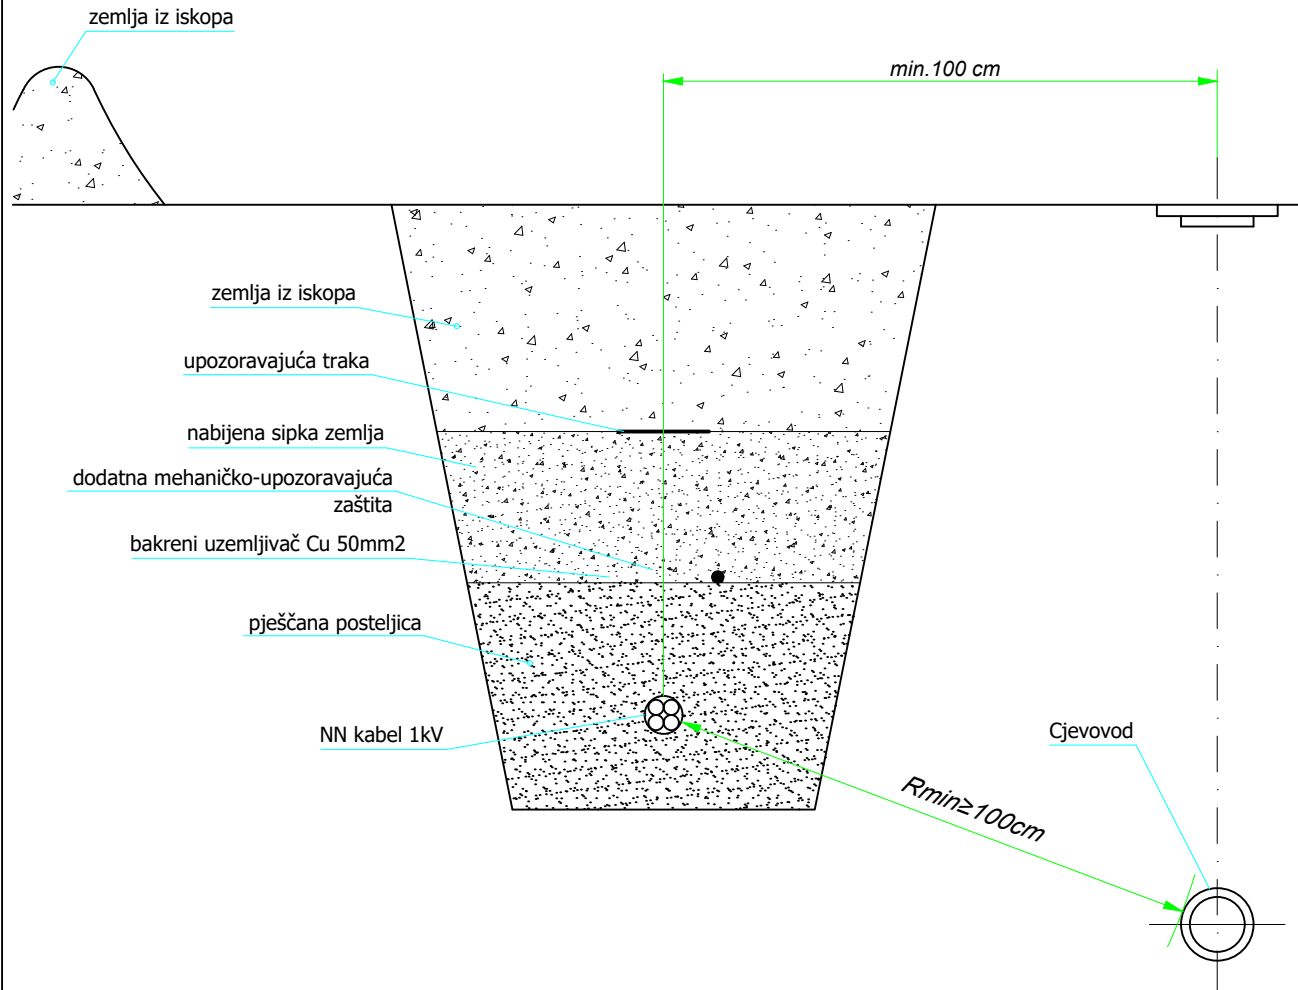 zemlja iz iskopa
min.100 cm
zemlja iz iskopa
upozoravajuća traka
nabijena sipka zemlja
dodatna mehaničko-upozoravajuća
zaštita
bakreni uzemljivač Cu 50mm2
pješčana posteljica
NN kabel 1kV
Cjevovod
Rmin≥100cm